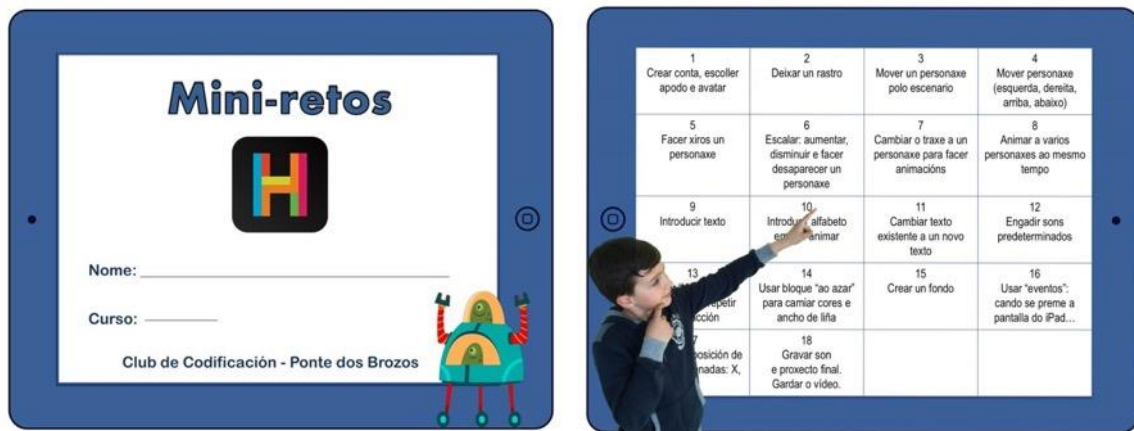 Mini-retos
H
Nome:
Curso:
Club de Codificación - Ponte dos Brozos
1
Crear conta, escoller
apodo e avatar
2
Deixar un rastro
3
Mover un personaxe
polo escenario
4
Mover personaxe
(esquerda, dereita,
arriba, abaixo)
5
Facer xiros un
personaxe
6
Escalar: aumentar,
disminuir e facer
desaparecer un
personaxe
7
Cambiar o traxe a un
personaxe para facer
animacións
8
Animar a varios
personaxes ao mesmo
tempo
9
Introducir texto
10
alfabeto
animar
11
Cambiar texto
existente a un novo
texto
12
Engadir sons
predeterminados
13
14
Usar bloque "ao azar"
para camiar cores e
ancho de liña
15
Crear un fondo
16
Usar "eventos":
cando se preme a
pantalla do iPad...
de
X,
18
Gravar son
e proxecto final.
Gardar o vídeo.